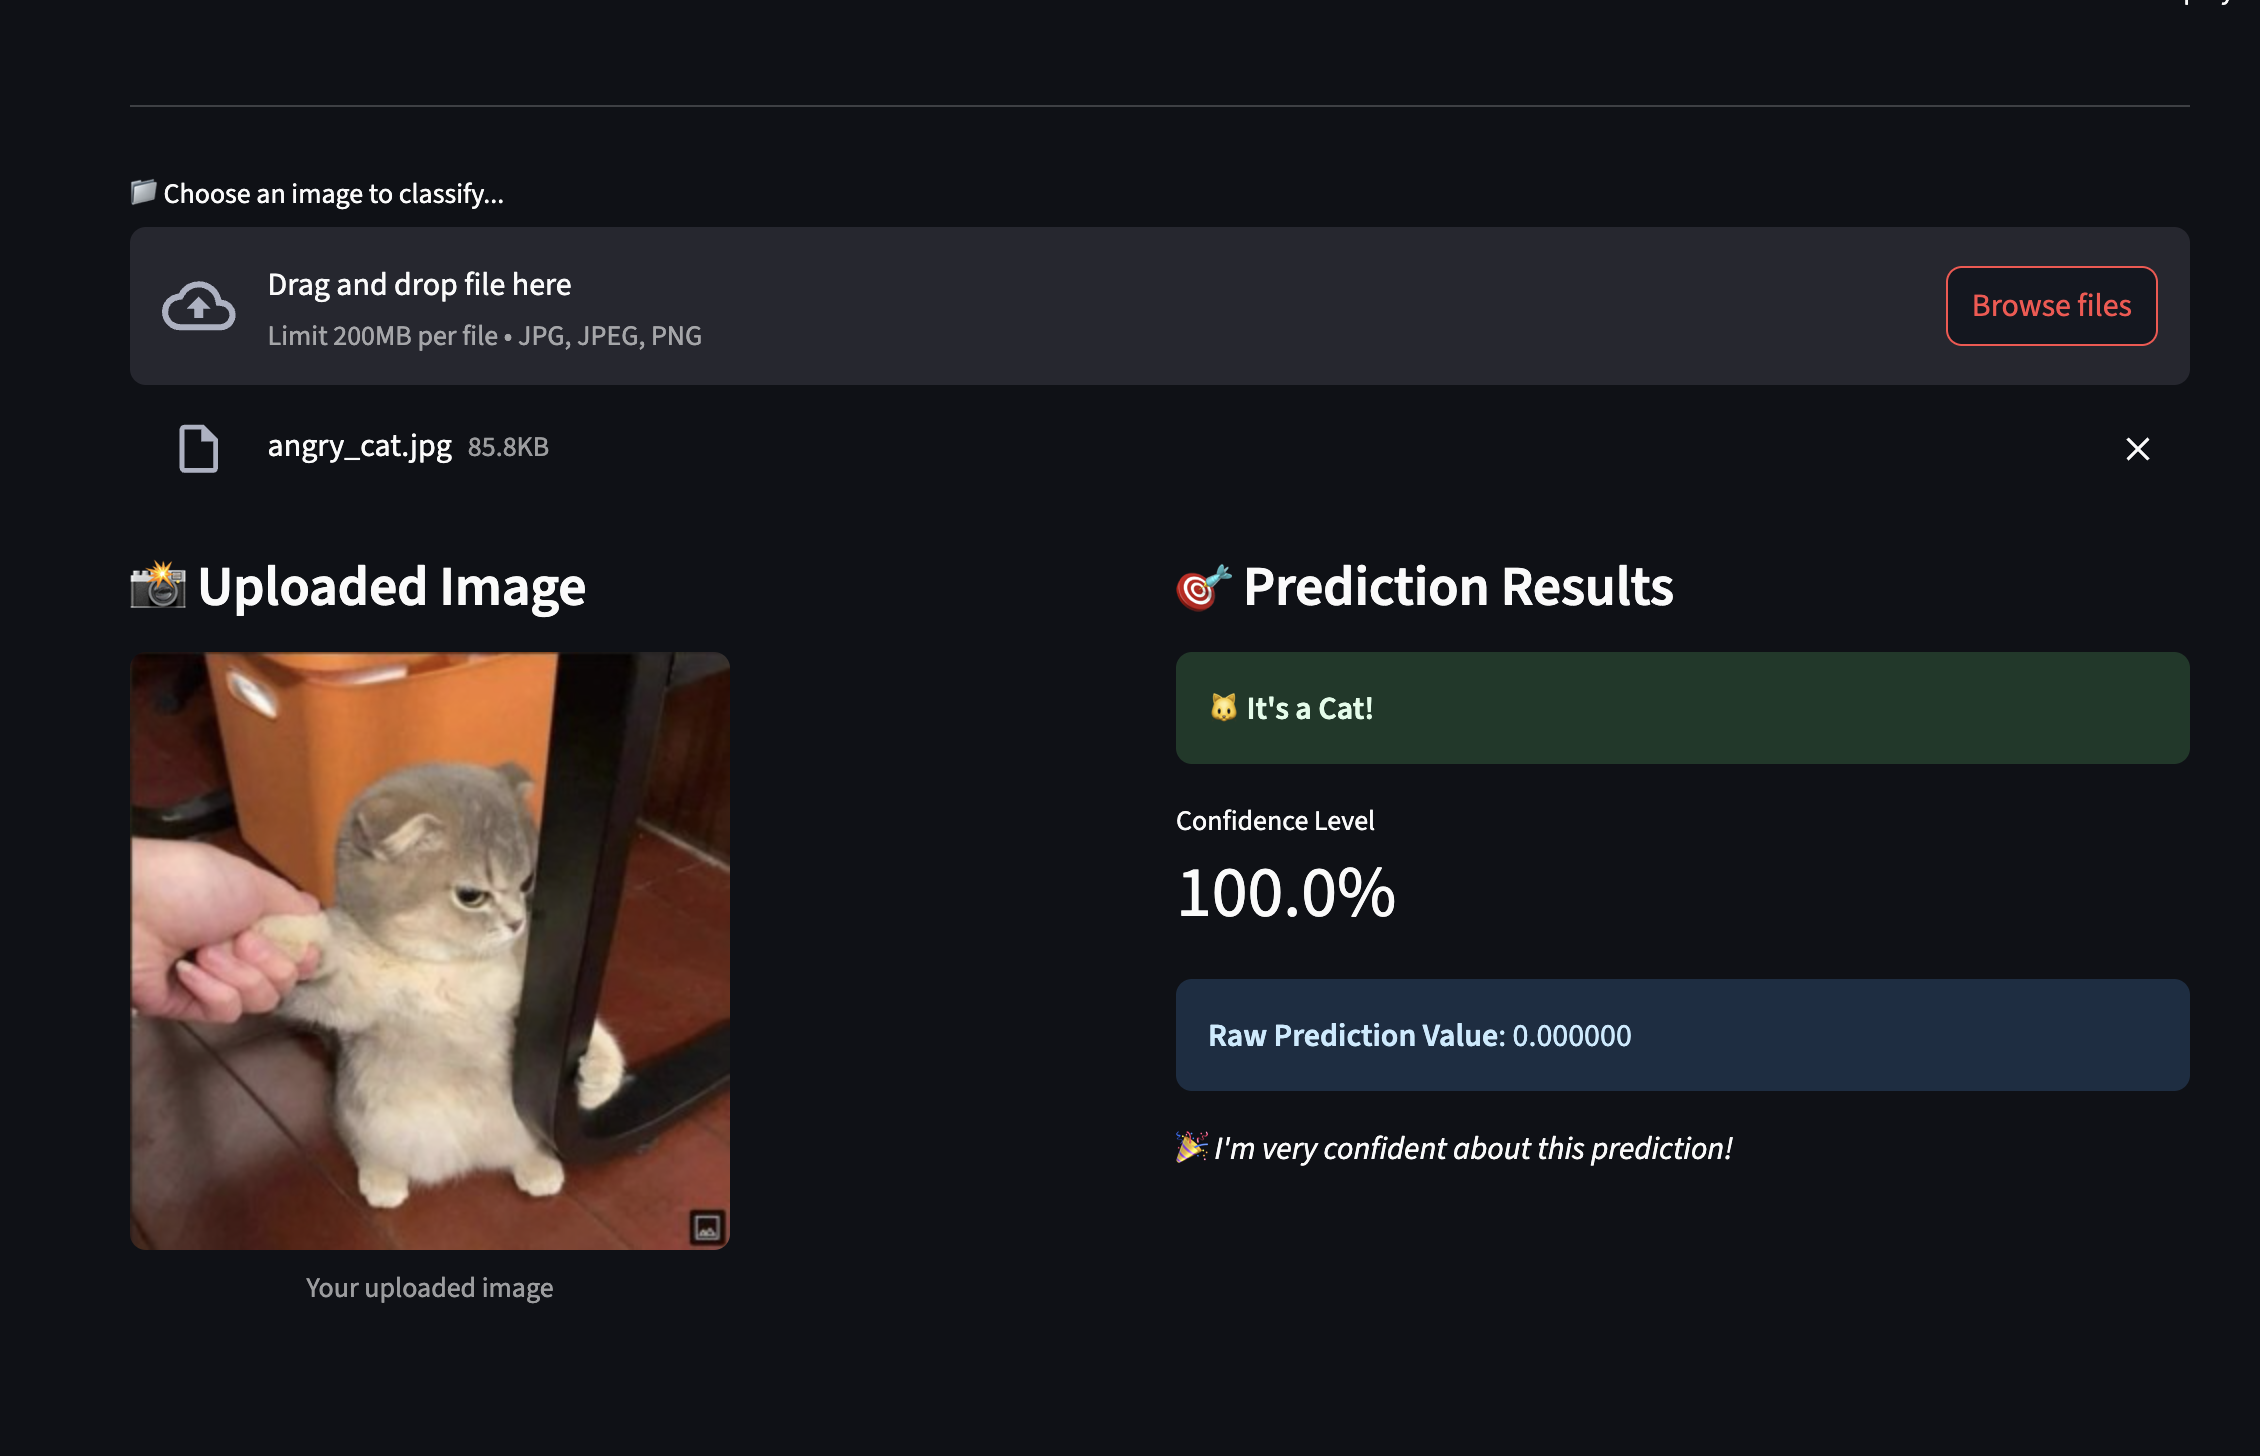 Choose an image to classify...
Drag and drop file here
Limit 200MB per file • JPG, JPEG, PNG
Browse files
angry_cat.jpg 85.8KB
Uploaded Image
Your uploaded image
Prediction Results
It's a Cat!
Confidence Level
100.0%
Raw Prediction Value: 0.000000
I'm very confident about this prediction!